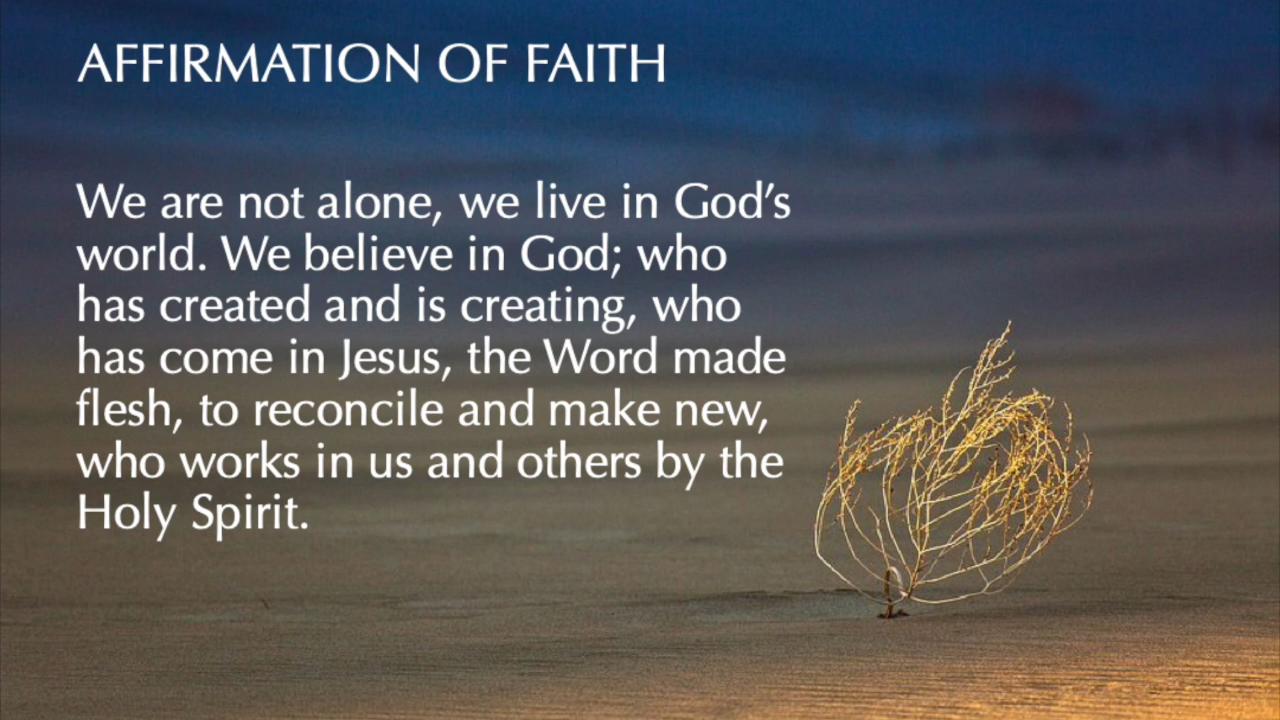 AFFIRMATION OF FAITH
We are not alone, we live in God’s
world. We believe in God; who
has created and is creating, who
has come in Jesus, the Word made
flesh, to reconcile and make new,
who works in us and others by the
Holy Spirit.